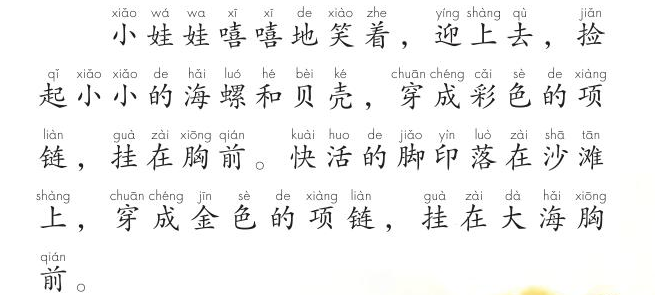 xiǎo wá wa xī xī de xiào zhe yíng shàng qù jiǎn
小娃娃嘻嘻地笑着，迎上去，捡
qǐ xiǎo xiǎo de hǎi luó hé bèi ké chuān chéng cǎi sè de xiàng
起小小的海螺和贝壳，穿成彩色的项
liàn guà zài xiōng qián kuài huo de jiǎo yìn luò zài shā tān
链，挂在胸前。快活的脚印落在沙滩
shàng chuān chéng jīn sè de xiàng liàn guà zài dà hǎi xiōng
上，穿成金色的项链，挂在大海胸
qián
前。